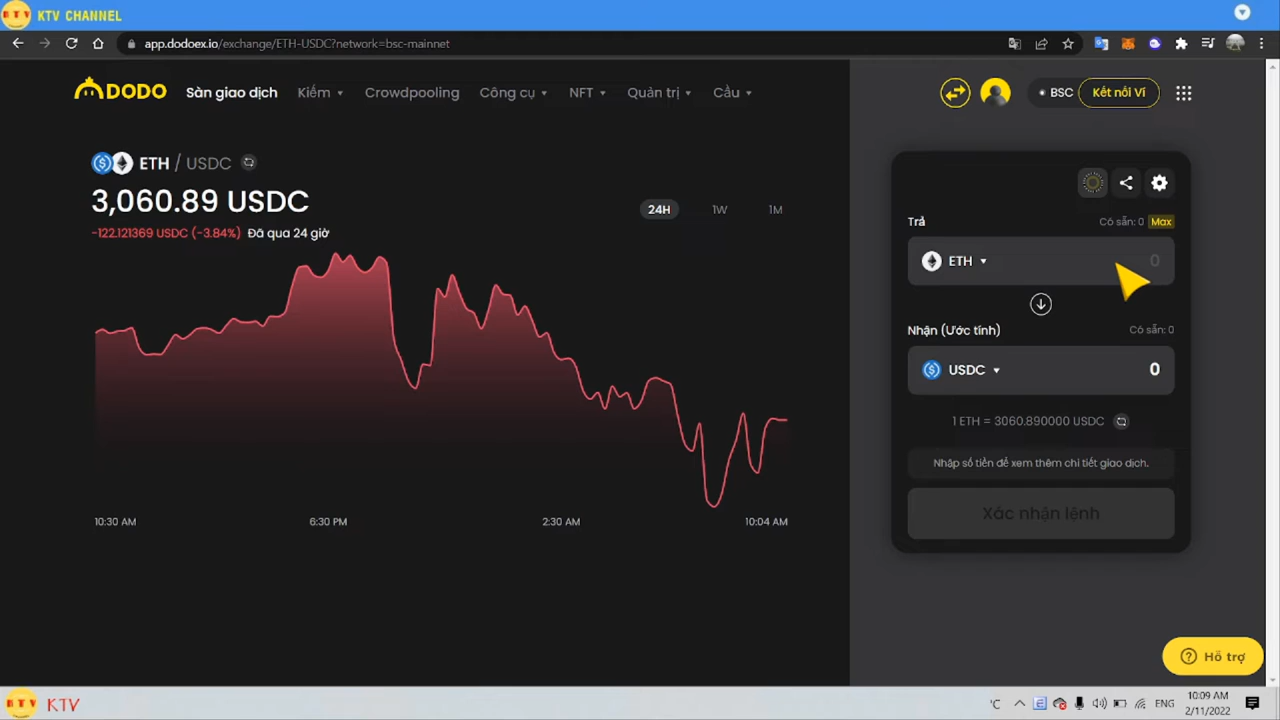 KTV KTV CHANNEL
app.dodoex.io/exchange/ETH-USDC?network=bsc-mainnet
DODO Sàn giao dịch Kiếm Crowdpooling Công cụ NFT Quản trị Cầu BSC Kết nối Ví
ETH / USDC
3,060.89 USDC
-122.121369 USDC (-3.84%) Đã qua 24 giờ
24H 1W 1M
10:30 AM 6:30 PM 2:30 AM 10:04 AM
Trả Có sẵn: 0 Max
ETH 0
Nhận (Ước tính) Có sẵn: 0
USDC 0
1 ETH = 3060.890000 USDC
Nhập số tiền để xem thêm chi tiết giao dịch.
Xác nhận lệnh
Hỗ trợ
KTV KTV
°C ENG 10:09 AM
2/11/2022